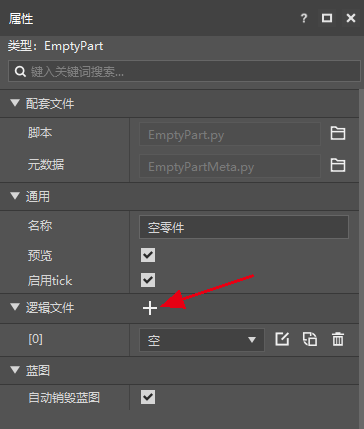 属性
类型：EmptyPart
键入关键词搜索...
配套文件
脚本 EmptyPart.py
元数据 EmptyPartMeta.py
通用
名称 空零件
预览
启用tick
逻辑文件
[0] 空
蓝图
自动销毁蓝图